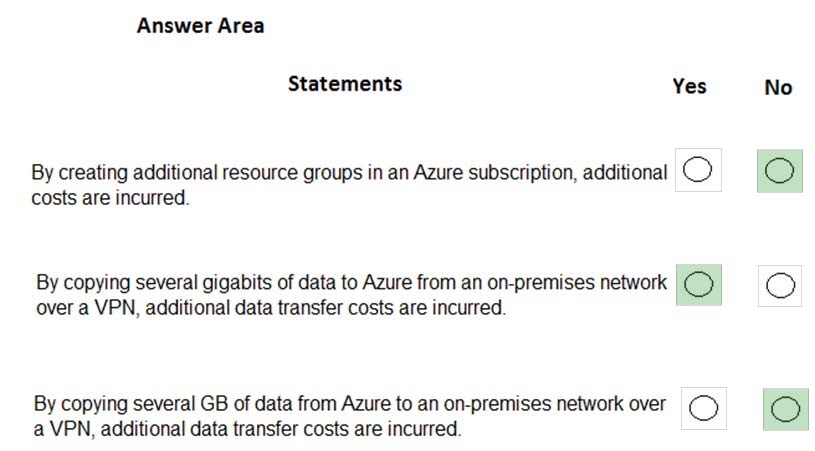 Answer Area
Statements Yes No
By creating additional resource groups in an Azure subscription, additional
costs are incurred.
By copying several gigabits of data to Azure from an on-premises network
over a VPN, additional data transfer costs are incurred.
By copying several GB of data from Azure to an on-premises network over
a VPN, additional data transfer costs are incurred.